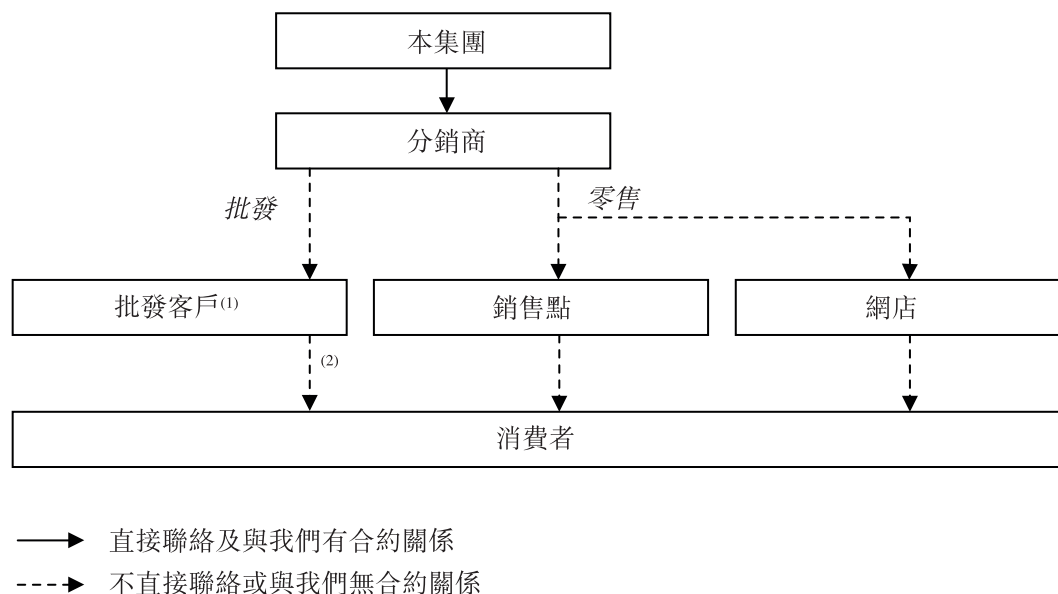 本集團
分銷商
批發
零售
批發客戶(1)
銷售點
網店
(2)
消費者
直接聯絡及與我們有合約關係
不直接聯絡或與我們無合約關係